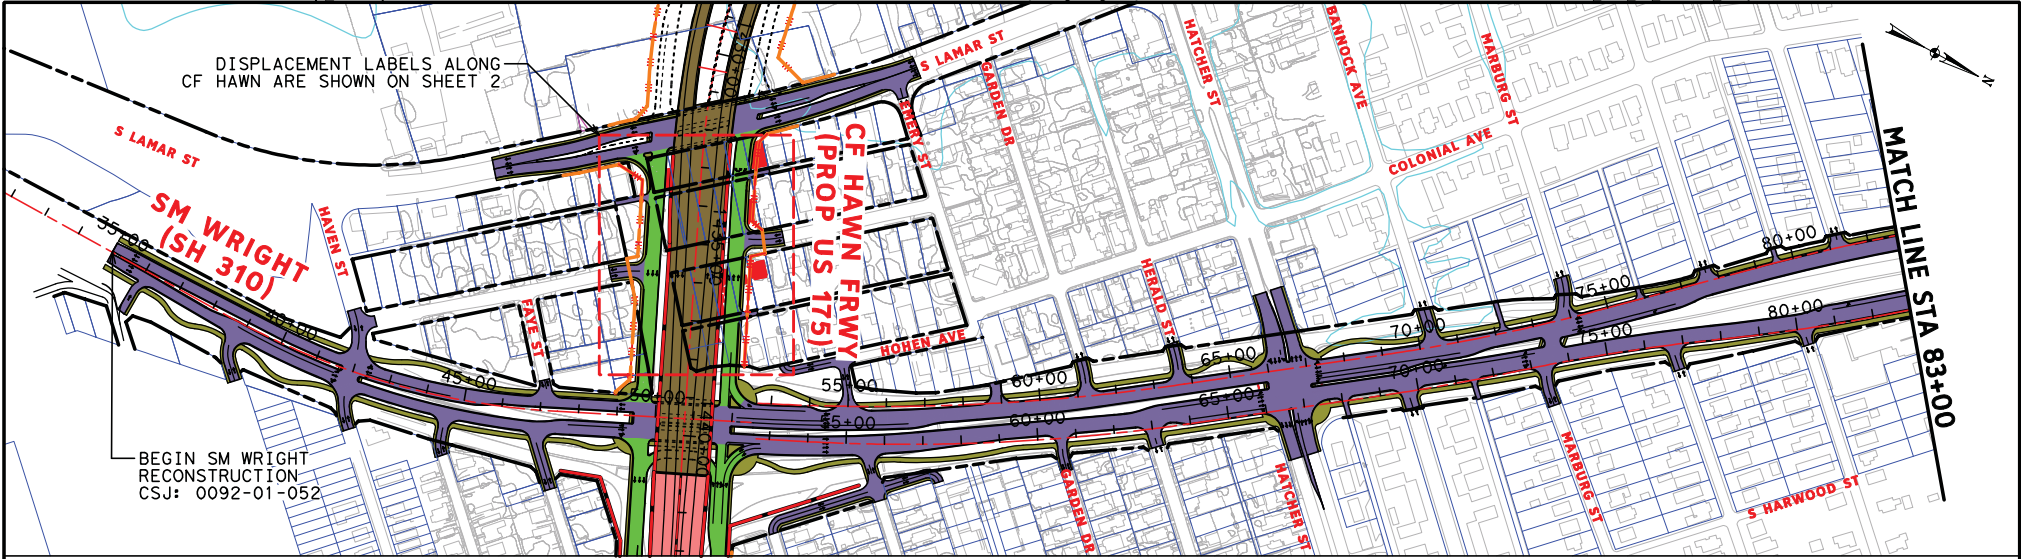 DISPLACEMENT LABELS ALONG
CF HAWN ARE SHOWN ON SHEET 2
S LAMAR ST
S LAMAR ST
SM WRIGHT
(SH 310)
HAVEN ST
FAYE ST
CF HAWN FRWY
(PROP US 175)
EMERY ST
GARDEN DR
HATCHER ST
BANNOCK AVE
MARBURG ST
COLONIAL AVE
HERALD ST
HOHEN AVE
N
MATCH LINE STA 83+00
35+00
40+00
45+00
50+00
55+00
55+00
60+00
60+00
65+00
65+00
70+00
70+00
75+00
75+00
80+00
80+00
BEGIN SM WRIGHT
RECONSTRUCTION
CSJ: 0092-01-052
GARDEN DR
HATCHER ST
MARBURG ST
S HARWOOD ST